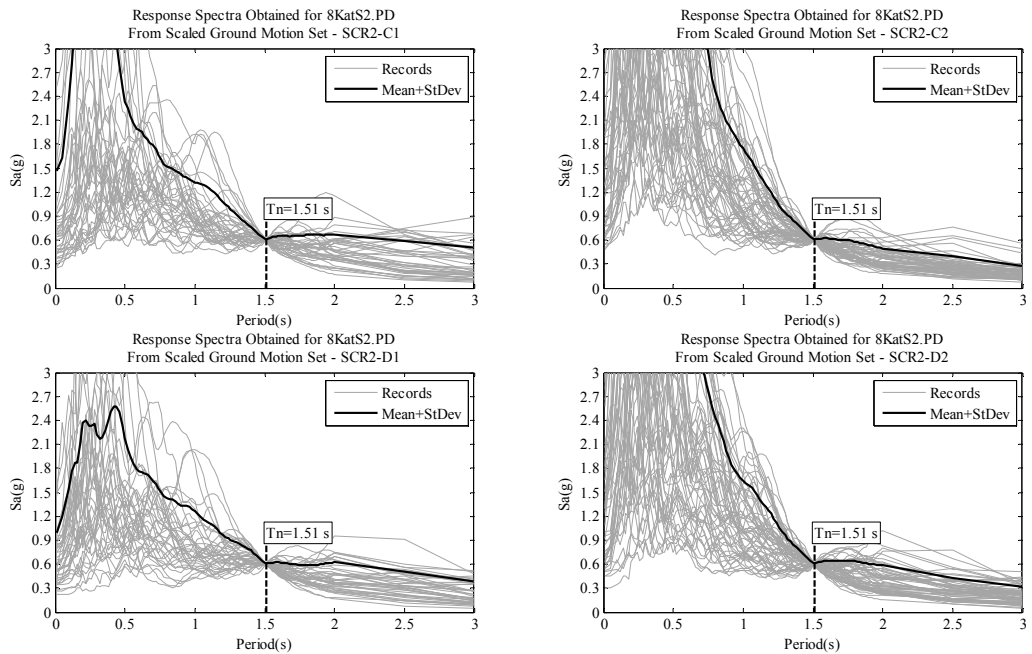 Response Spectra Obtained for 8KatS2.PD
From Scaled Ground Motion Set - SCR2-C1
3
2.7
2.4
2.1
1.8
1.5
1.2
0.9
0.6
0.3
0
Sa(g)
Records
Mean+StDev
Tn=1.51 s
0 0.5 1 1.5 2 2.5 3
Period(s)
Response Spectra Obtained for 8KatS2.PD
From Scaled Ground Motion Set - SCR2-C2
3
2.7
2.4
2.1
1.8
1.5
1.2
0.9
0.6
0.3
0
Sa(g)
Records
Mean+StDev
Tn=1.51 s
0 0.5 1 1.5 2 2.5 3
Period(s)
Response Spectra Obtained for 8KatS2.PD
From Scaled Ground Motion Set - SCR2-D1
3
2.7
2.4
2.1
1.8
1.5
1.2
0.9
0.6
0.3
0
Sa(g)
Records
Mean+StDev
Tn=1.51 s
0 0.5 1 1.5 2 2.5 3
Period(s)
Response Spectra Obtained for 8KatS2.PD
From Scaled Ground Motion Set - SCR2-D2
3
2.7
2.4
2.1
1.8
1.5
1.2
0.9
0.6
0.3
0
Sa(g)
Records
Mean+StDev
Tn=1.51 s
0 0.5 1 1.5 2 2.5 3
Period(s)